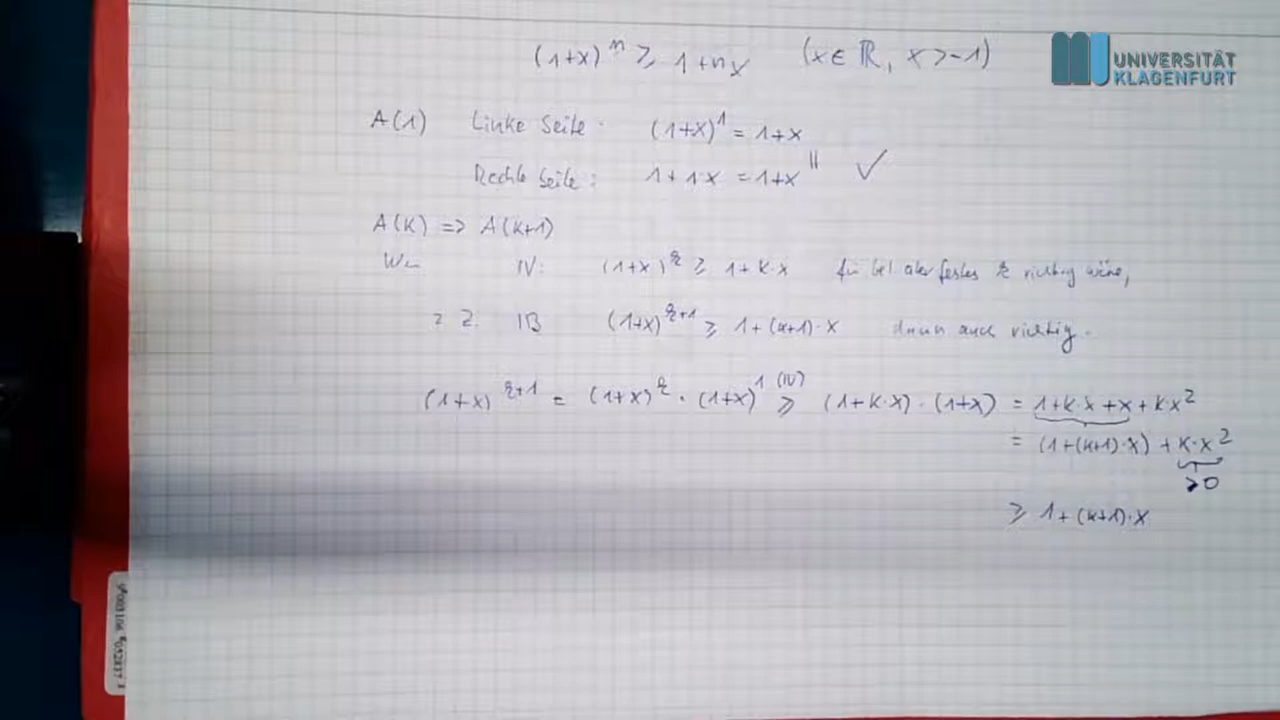 (1+x)^n ≥ 1+nx (x ∈ ℝ, x > -1)
UNIVERSITÄT
KLAGENFURT
A(1) Linke Seite: (1+x)^1 = 1+x
Rechte Seite: 1+1·x = 1+x ✓
A(k) => A(k+1)
IV: (1+x)^k ≥ 1+k·x für bel. aber festes k richtig wäre,
z Z. IB (1+x)^{k+1} ≥ 1+(k+1)·x dann auch richtig.
(1+x)^{k+1} = (1+x)^k · (1+x)^1 ≥ (IV) (1+k·x)·(1+x) = 1+k·x+x+k·x^2
= (1+(k+1)·x) + k·x^2
>0
≥ 1+(k+1)·x